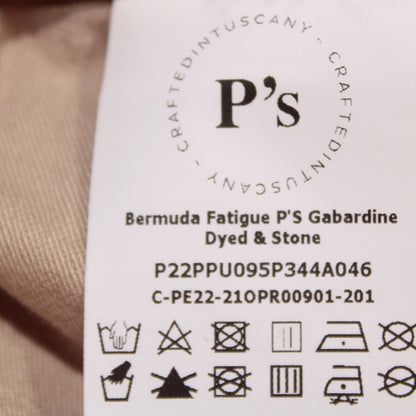 CRAFTEDINTUSCANY - CRAFTEDINTUSCANY -
P's
Bermuda Fatigue P'S Gabardine
Dyed & Stone
P22PPU095P344A046
C-PE22-21OPR00901-201